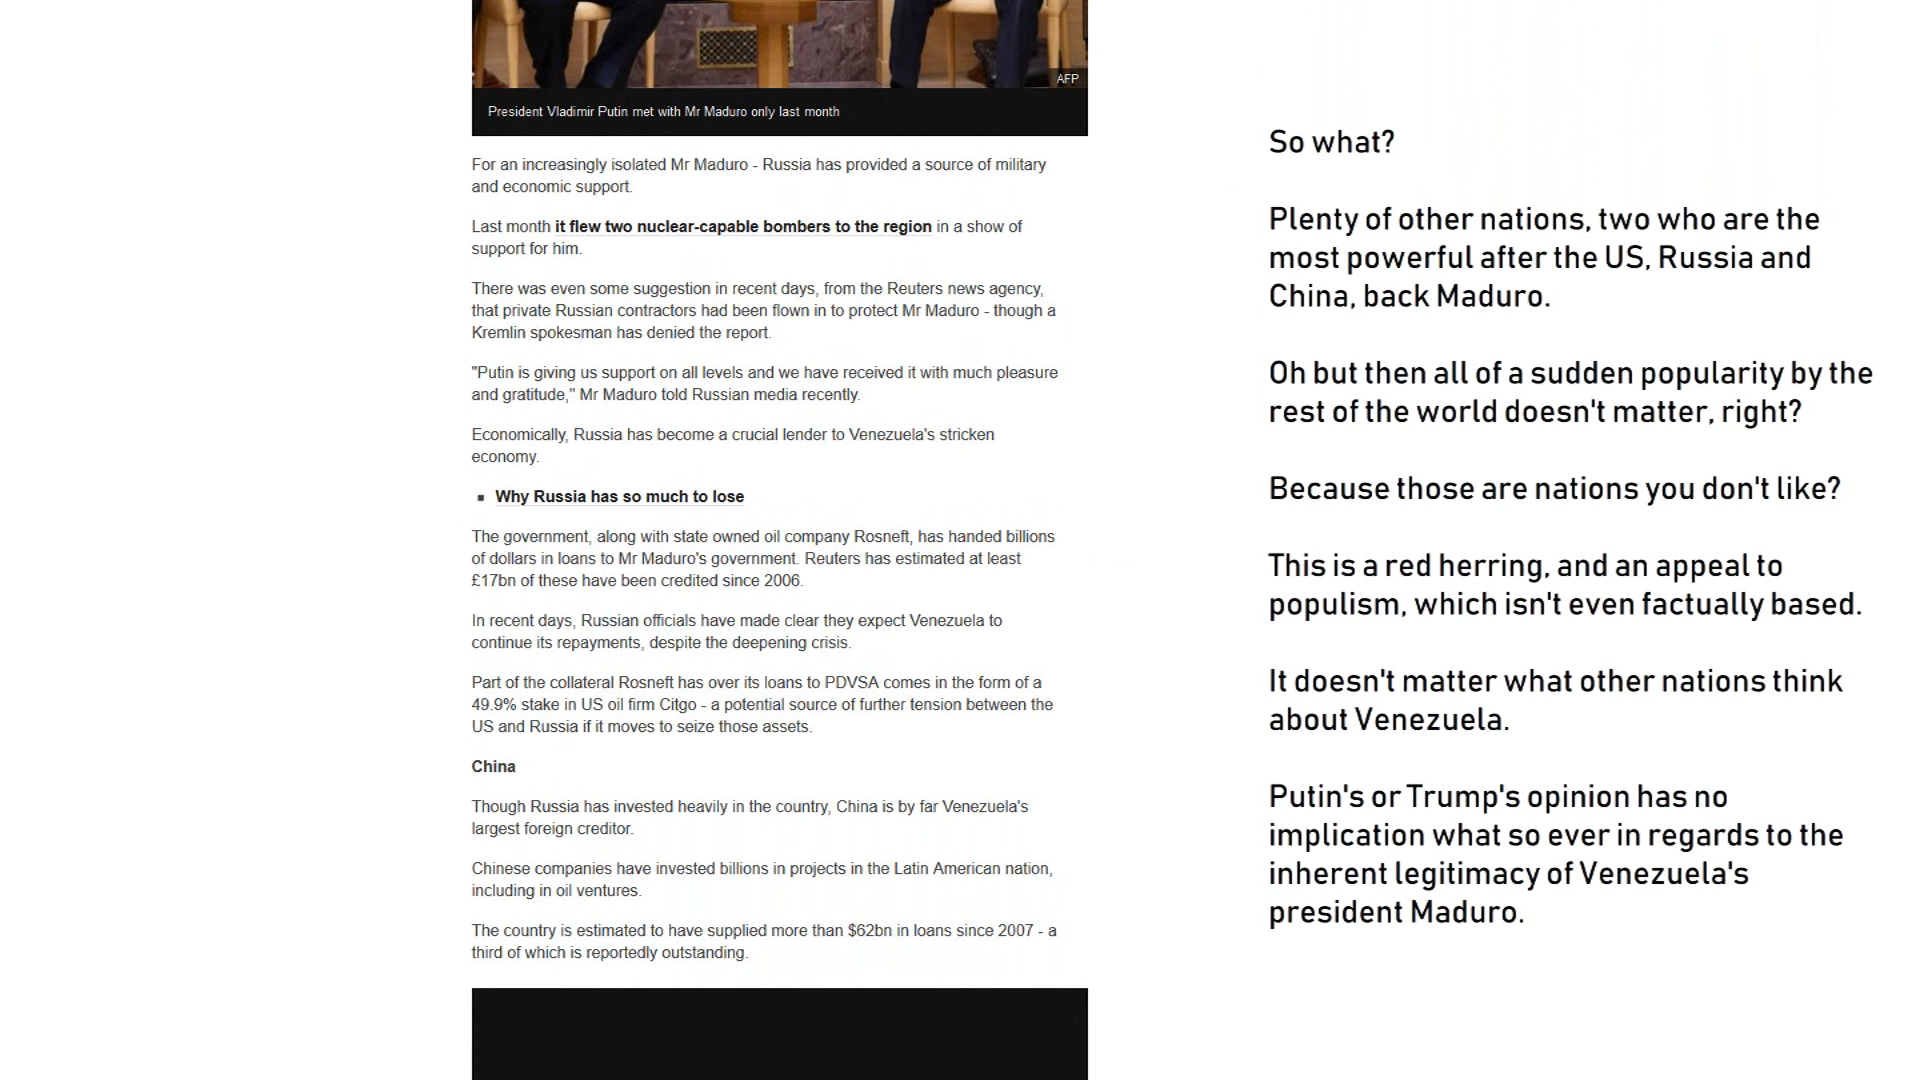 AFP
President Vladimir Putin met with Mr Maduro only last month
For an increasingly isolated Mr Maduro - Russia has provided a source of military
and economic support.
Last month it flew two nuclear-capable bombers to the region in a show of
support for him.
There was even some suggestion in recent days, from the Reuters news agency,
that private Russian contractors had been flown in to protect Mr Maduro - though a
Kremlin spokesman has denied the report.
"Putin is giving us support on all levels and we have received it with much pleasure
and gratitude," Mr Maduro told Russian media recently.
Economically, Russia has become a crucial lender to Venezuela's stricken
economy.
▪ Why Russia has so much to lose
The government, along with state owned oil company Rosneft, has handed billions
of dollars in loans to Mr Maduro's government. Reuters has estimated at least
£17bn of these have been credited since 2006.
In recent days, Russian officials have made clear they expect Venezuela to
continue its repayments, despite the deepening crisis.
Part of the collateral Rosneft has over its loans to PDVSA comes in the form of a
49.9% stake in US oil firm Citgo - a potential source of further tension between the
US and Russia if it moves to seize those assets.
China
Though Russia has invested heavily in the country, China is by far Venezuela's
largest foreign creditor.
Chinese companies have invested billions in projects in the Latin American nation,
including in oil ventures.
The country is estimated to have supplied more than $62bn in loans since 2007 - a
third of which is reportedly outstanding.
So what?
Plenty of other nations, two who are the
most powerful after the US, Russia and
China, back Maduro.
Oh but then all of a sudden popularity by the
rest of the world doesn't matter, right?
Because those are nations you don't like?
This is a red herring, and an appeal to
populism, which isn't even factually based.
It doesn't matter what other nations think
about Venezuela.
Putin's or Trump's opinion has no
implication what so ever in regards to the
inherent legitimacy of Venezuela's
president Maduro.